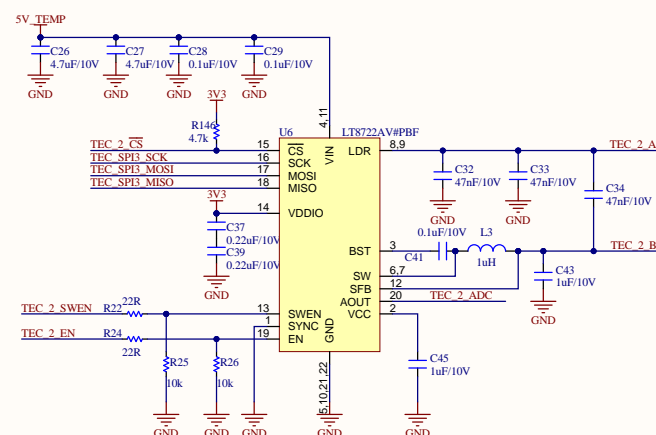 5V_TEMP
C26
4.7uF/10V
C27
4.7uF/10V
C28
0.1uF/10V
C29
0.1uF/10V
GND
GND
GND
GND
3V3
R146
4.7k
4,11
U6
LT8722AV#PBF
TEC_2_CS
15
CS
VIN
LDR
8,9
TEC_2_A
TEC_SPI3_SCK
16
SCK
TEC_SPI3_MOSI
17
MOSI
TEC_SPI3_MISO
18
MISO
C32
47nF/10V
C33
47nF/10V
C34
47nF/10V
GND
GND
3V3
14
VDDIO
C37
0.22uF/10V
C39
0.22uF/10V
GND
BST
3
0.1uF/10V
C41
L3
1uH
TEC_2_B
SW
6,7
SFB
12
AOUT
20
TEC_2_ADC
VCC
2
C43
1uF/10V
GND
TEC_2_SWEN
R22
22R
13
SWEN
1
SYNC
TEC_2_EN
R24
22R
19
EN
GND
R25
10k
R26
10k
C45
1uF/10V
5,10,21,22
GND
GND
GND
GND
GND